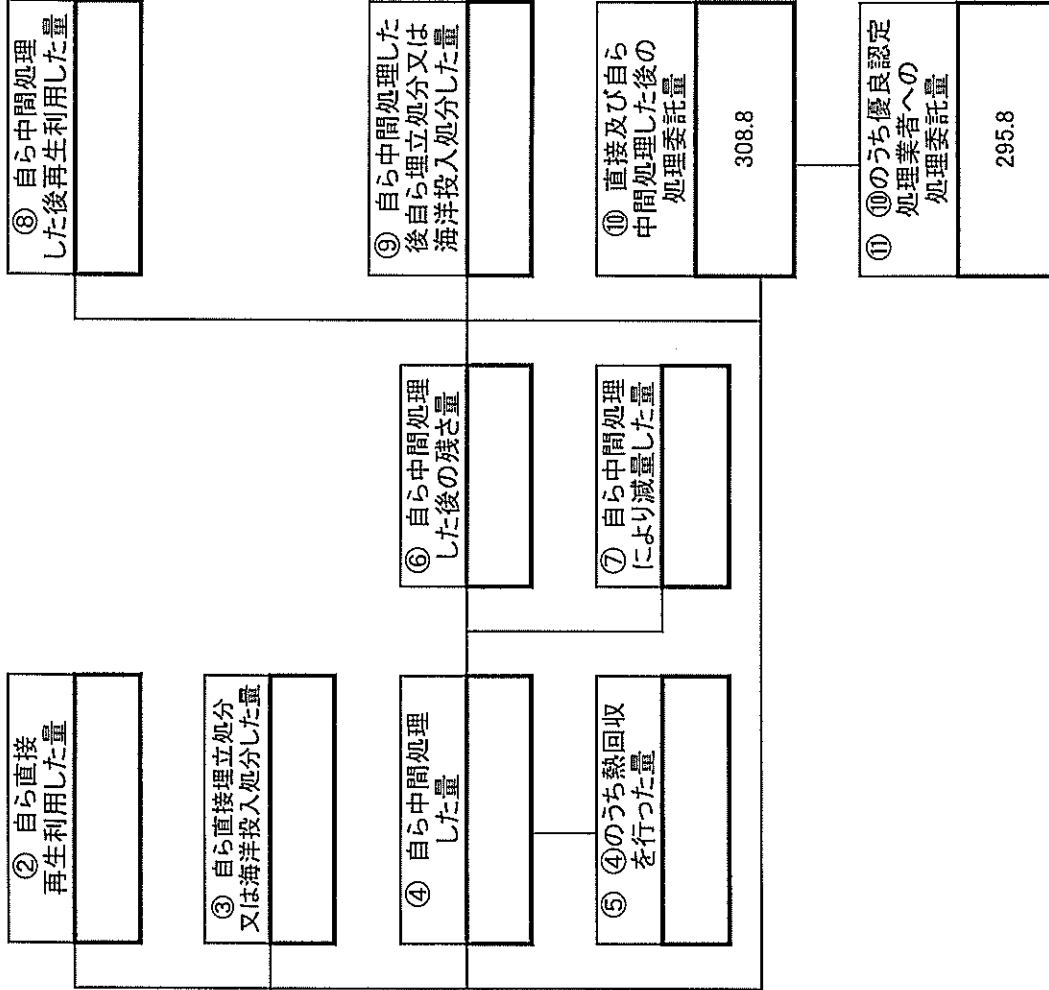 ② 自ら直接
再生利用した量
③ 自ら直接埋立処分
又は海洋投入処分した量
④ 自ら中間処理
した量
⑤ ④のうち熱回収
を行った量
⑥ 自ら中間処理
した後の残さ量
⑦ 自ら中間処理
により減量した量
⑧ 自ら中間処理
した後再生利用した量
⑨ 自ら中間処理した
後自ら埋立処分又は
海洋投入処分した量
⑩ 直接及び自ら
中間処理した後の
処理委託量
308.8
⑪ ⑩のうち優良認定
処理業者への
処理委託量
295.8